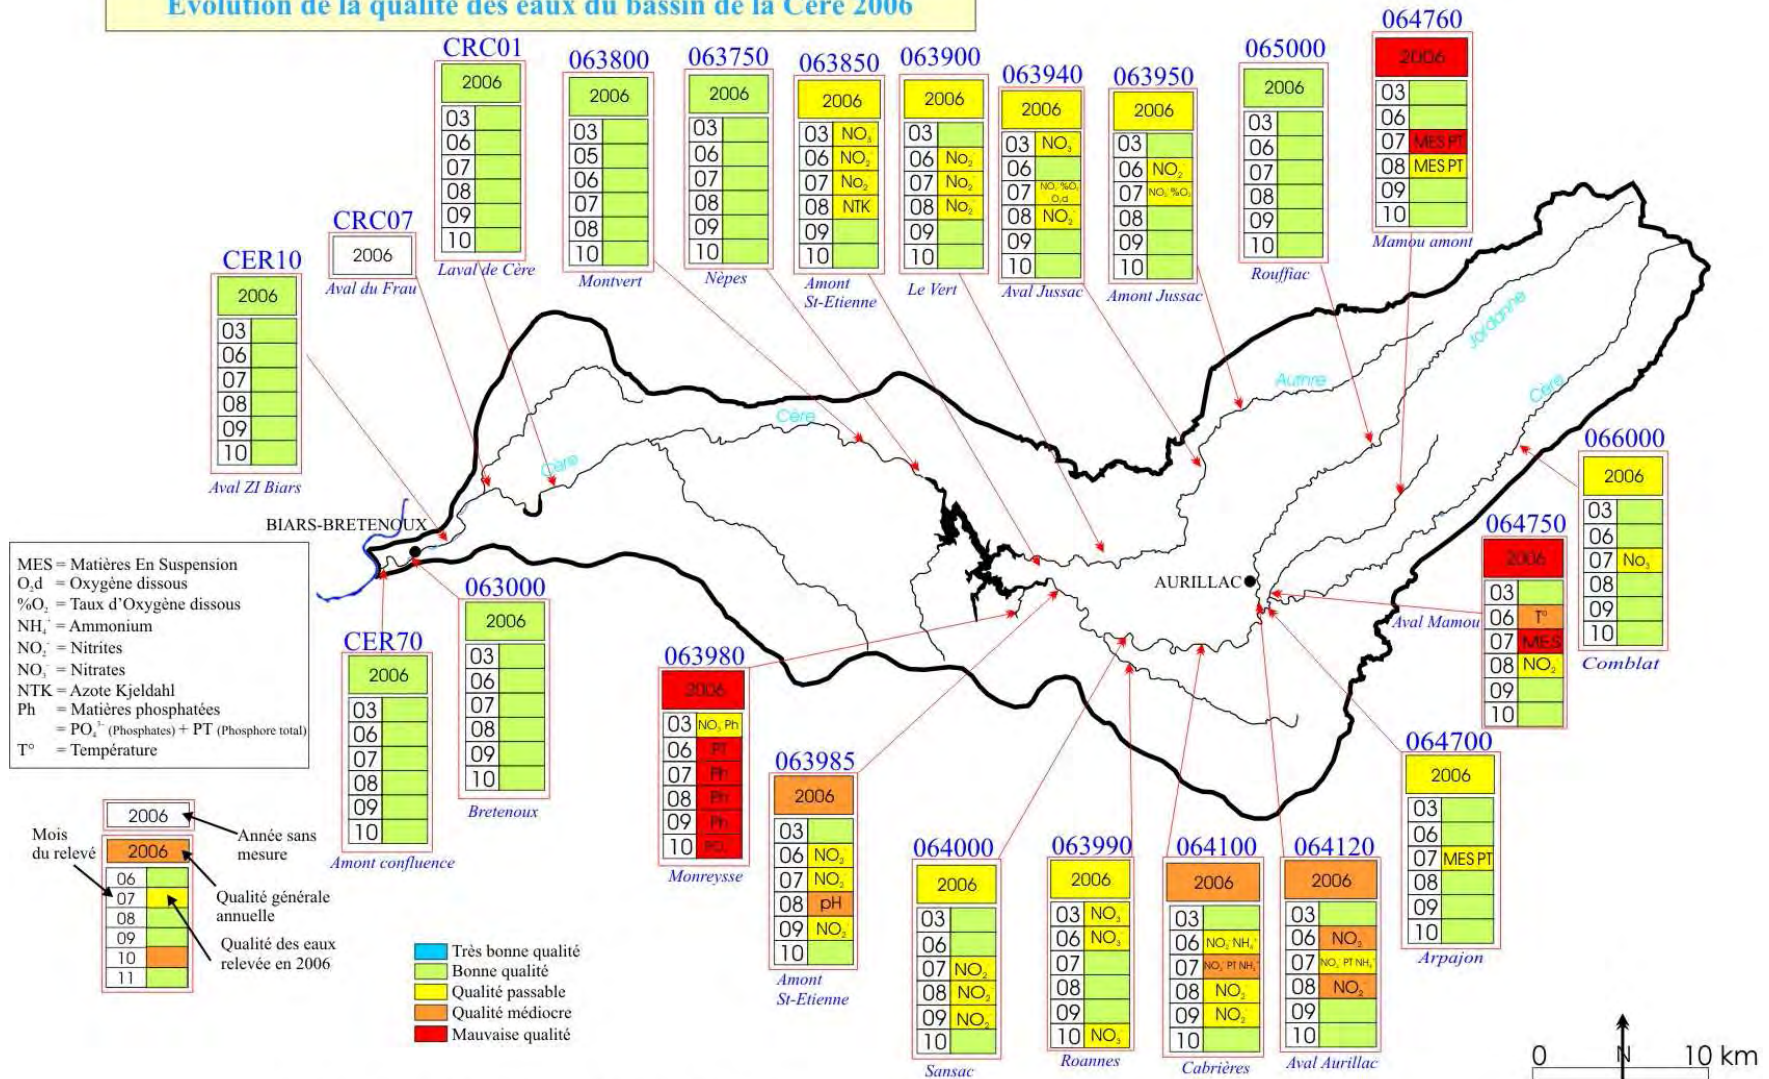 Evolution de la qualité des eaux du bassin de la Cère 2006
CRC01
2006
03
06
07
08
09
10
Laval de Cère
063800
2006
03
05
06
07
08
10
Montvert
063750
2006
03
06
07
08
09
10
Nèpes
063850
2006
03 NO₃⁻
06 NO₂⁻
07 No₂⁻
08 NTK
09
10
Amont
St-Etienne
063900
2006
03
06 No₂⁻
07 No₂⁻
08 No₂⁻
09
10
Le Vert
063940
2006
03 NO₃⁻
06
07 NO₂⁻ %O₂
O₂d
08 NO₂⁻
09
10
Aval Jussac
063950
2006
03
06 NO₂⁻
07 NO₂⁻ %O₂
08
09
10
Amont Jussac
065000
2006
03
06
07
08
09
10
Rouffiac
064760
2006
03
06
07 MES PT
08 MES PT
09
10
Mamou amont
CRC07
2006
Aval du Frau
CER10
2006
03
06
07
08
09
10
Aval ZI Biars
Jordanne
Authre
Cère
Cère
Cère
BIARS-BRETENOUX
AURILLAC
066000
2006
03
06
07 No₃⁻
08
09
10
Comblat
064750
2006
03
06 T°
07 MES
08 NO₂⁻
09
10
Aval Mamou
MES = Matières En Suspension
O₂d = Oxygène dissous
%O₂ = Taux d'Oxygène dissous
NH₄⁻ = Ammonium
NO₂⁻ = Nitrites
NO₃⁻ = Nitrates
NTK = Azote Kjeldahl
Ph = Matières phosphatées
= PO₄³⁻ (Phosphates) + PT (Phosphore total)
T° = Température
063000
2006
03
06
07
08
09
10
Bretenoux
CER70
2006
03
06
07
08
09
10
Amont confluence
063980
2006
03 NO₃⁻ Ph
06 PT
07 Ph
08 Ph
09 Ph
10
Monreysse
063985
2006
03
06 NO₂⁻
07 NO₂⁻
08 pH
09 NO₂⁻
10
Amont
St-Etienne
064000
2006
03
06
07 NO₂⁻
08 NO₂⁻
09 NO₂⁻
10
Sansac
063990
2006
03 NO₃⁻
06 NO₃⁻
07
08
09
10 NO₃⁻
Roannes
064100
2006
03
06 NO₂⁻ NH₄⁺
07 NO₂⁻ PT NH₄⁺
08 NO₂⁻
09 NO₂⁻
10
Cabrières
064120
2006
03
06 NO₂⁻
07 NO₂⁻ PT NH₄⁺
08 NO₂⁻
09
10
Aval Aurillac
064700
2006
03
06
07 MES PT
08
09
10
Arpajon
2006
Année sans
mesure
Mois
du relevé
2006
06
07
08
09
10
11
Qualité générale
annuelle
Qualité des eaux
relevée en 2006
Très bonne qualité
Bonne qualité
Qualité passable
Qualité médiocre
Mauvaise qualité
N
0 10 km